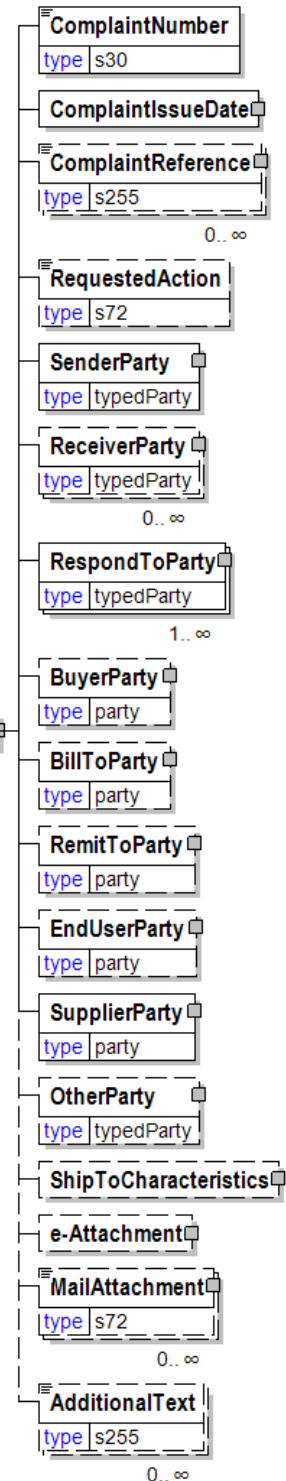 ComplaintNumber
type s30
ComplaintIssueDate
ComplaintReference
type s255
0.. ∞
RequestedAction
type s72
SenderParty
type typedParty
ReceiverParty
type typedParty
0.. ∞
RespondToParty
type typedParty
1.. ∞
BuyerParty
type party
BillToParty
type party
RemitToParty
type party
EndUserParty
type party
SupplierParty
type party
OtherParty
type typedParty
ShipToCharacteristics
e-Attachment
MailAttachment
type s72
0.. ∞
AdditionalText
type s255
0.. ∞